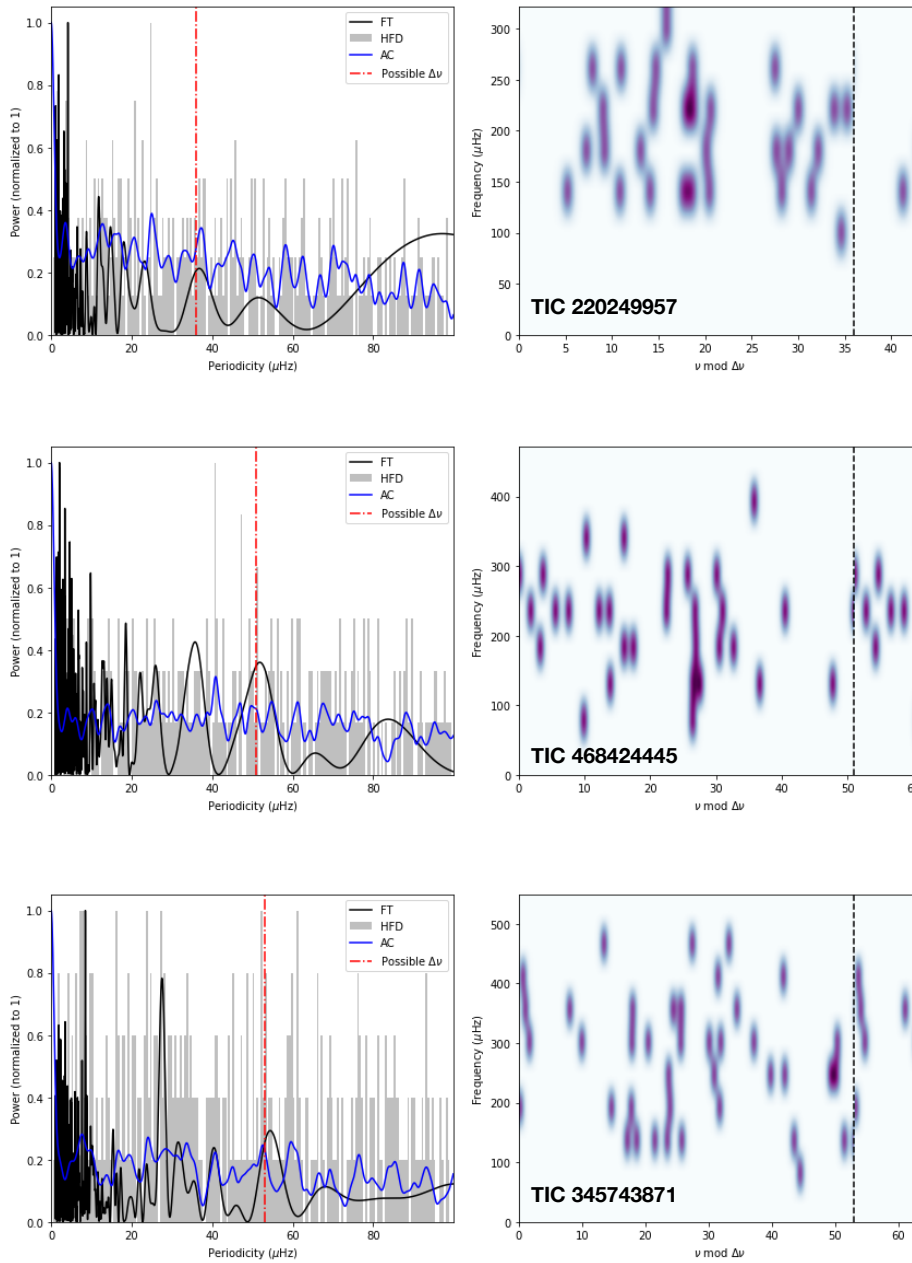 1.0
0.8
0.6
0.4
0.2
0.0
Power (normalized to 1)
FT
HFD
AC
Possible Δν
0 20 40 60 80
Periodicity (μHz)
300
250
200
150
100
50
0
Frequency (μHz)
TIC 220249957
0 5 10 15 20 25 30 35 40
ν mod Δν
1.0
0.8
0.6
0.4
0.2
0.0
Power (normalized to 1)
FT
HFD
AC
Possible Δν
0 20 40 60 80
Periodicity (μHz)
400
300
200
100
0
Frequency (μHz)
TIC 468424445
0 10 20 30 40 50
ν mod Δν
1.0
0.8
0.6
0.4
0.2
0.0
Power (normalized to 1)
FT
HFD
AC
Possible Δν
0 20 40 60 80
Periodicity (μHz)
500
400
300
200
100
0
Frequency (μHz)
TIC 345743871
0 10 20 30 40 50 60
ν mod Δν